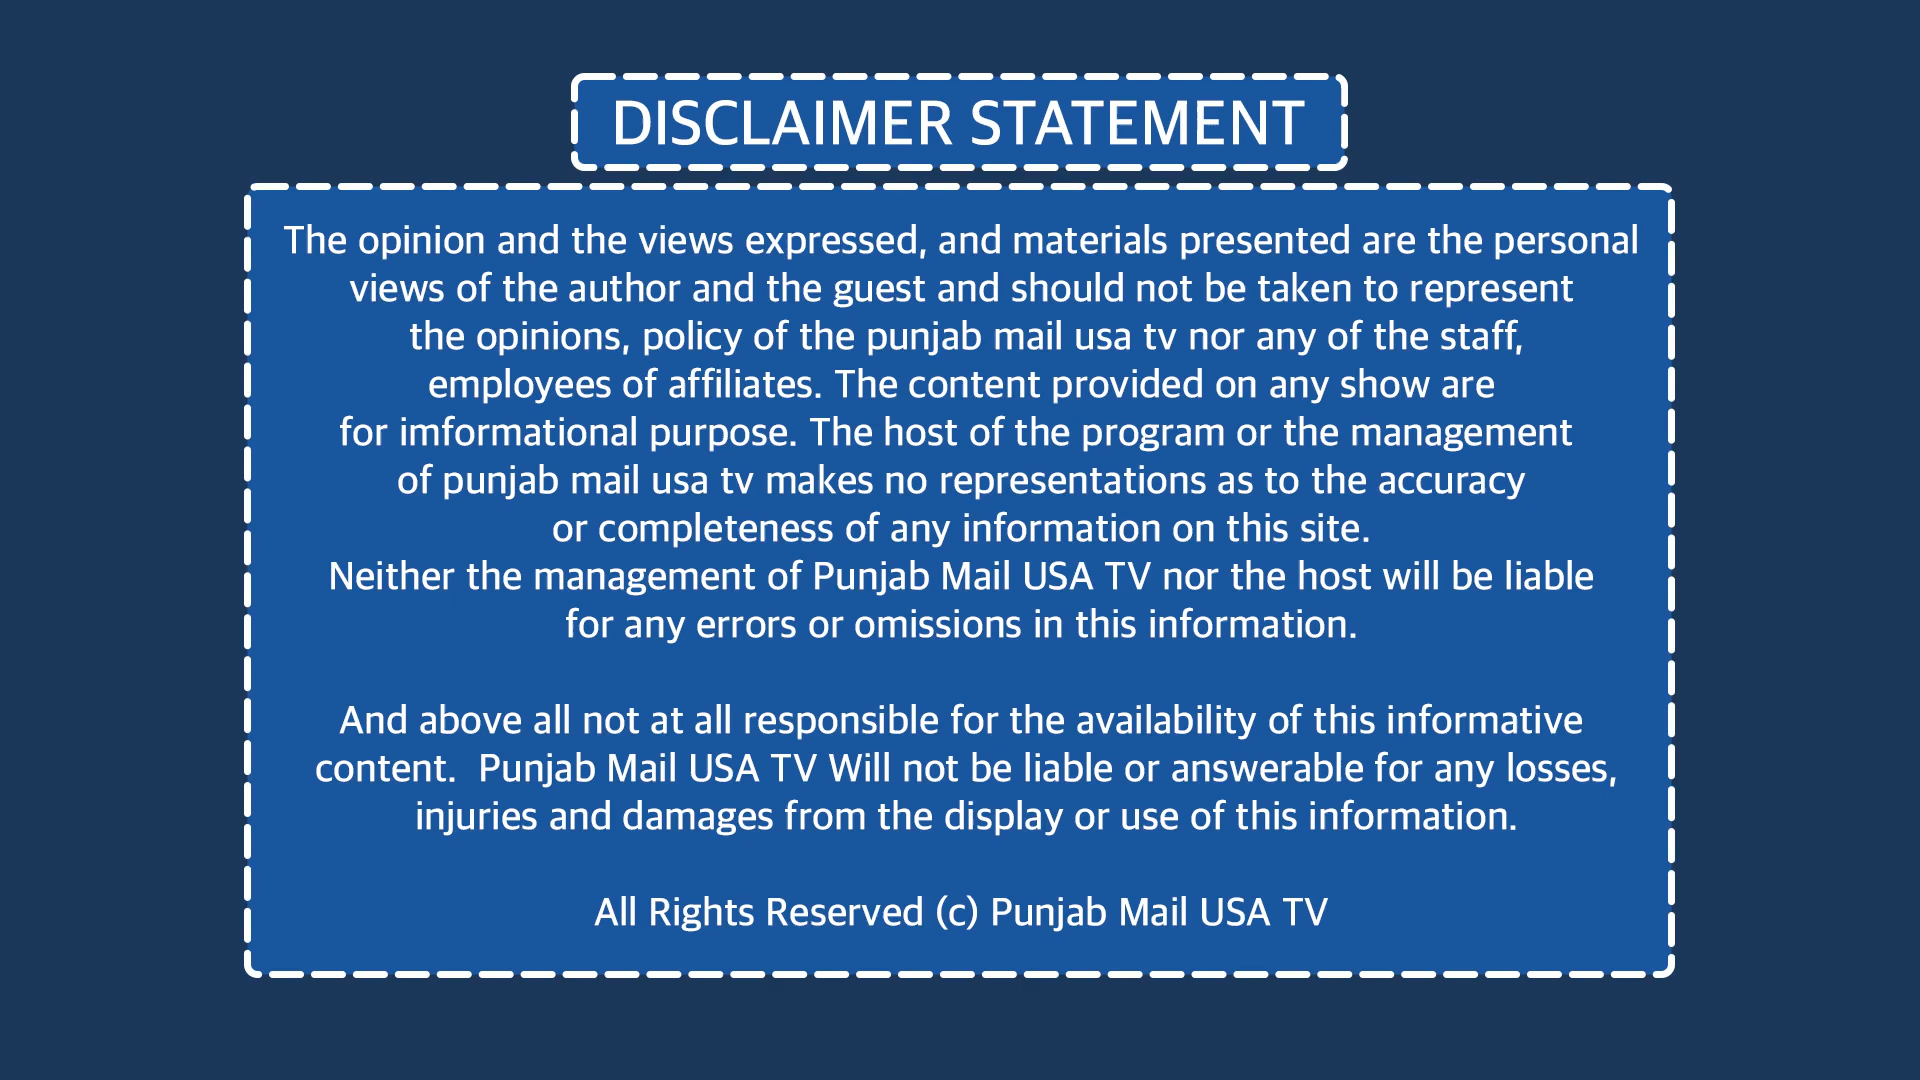 DISCLAIMER STATEMENT
The opinion and the views expressed, and materials presented are the personal
views of the author and the guest and should not be taken to represent
the opinions, policy of the punjab mail usa tv nor any of the staff,
employees of affiliates. The content provided on any show are
for imformational purpose. The host of the program or the management
of punjab mail usa tv makes no representations as to the accuracy
or completeness of any information on this site.
Neither the management of Punjab Mail USA TV nor the host will be liable
for any errors or omissions in this information.
And above all not at all responsible for the availability of this informative
content.  Punjab Mail USA TV Will not be liable or answerable for any losses,
injuries and damages from the display or use of this information.
All Rights Reserved (c) Punjab Mail USA TV